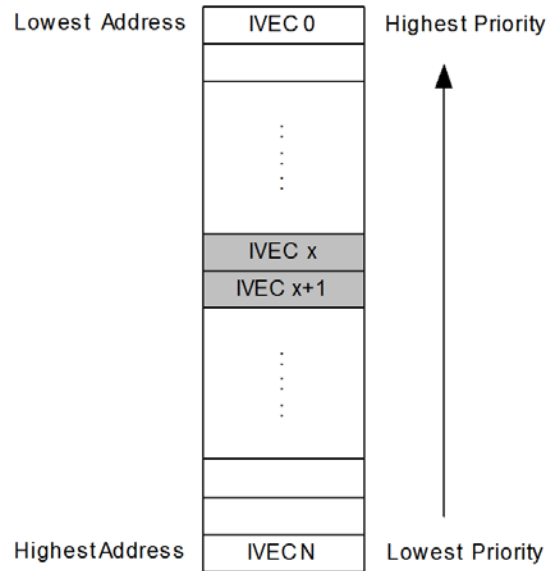 Lowest Address IVEC 0 Highest Priority
IVEC x
IVEC x+1
Highest Address IVEC N Lowest Priority